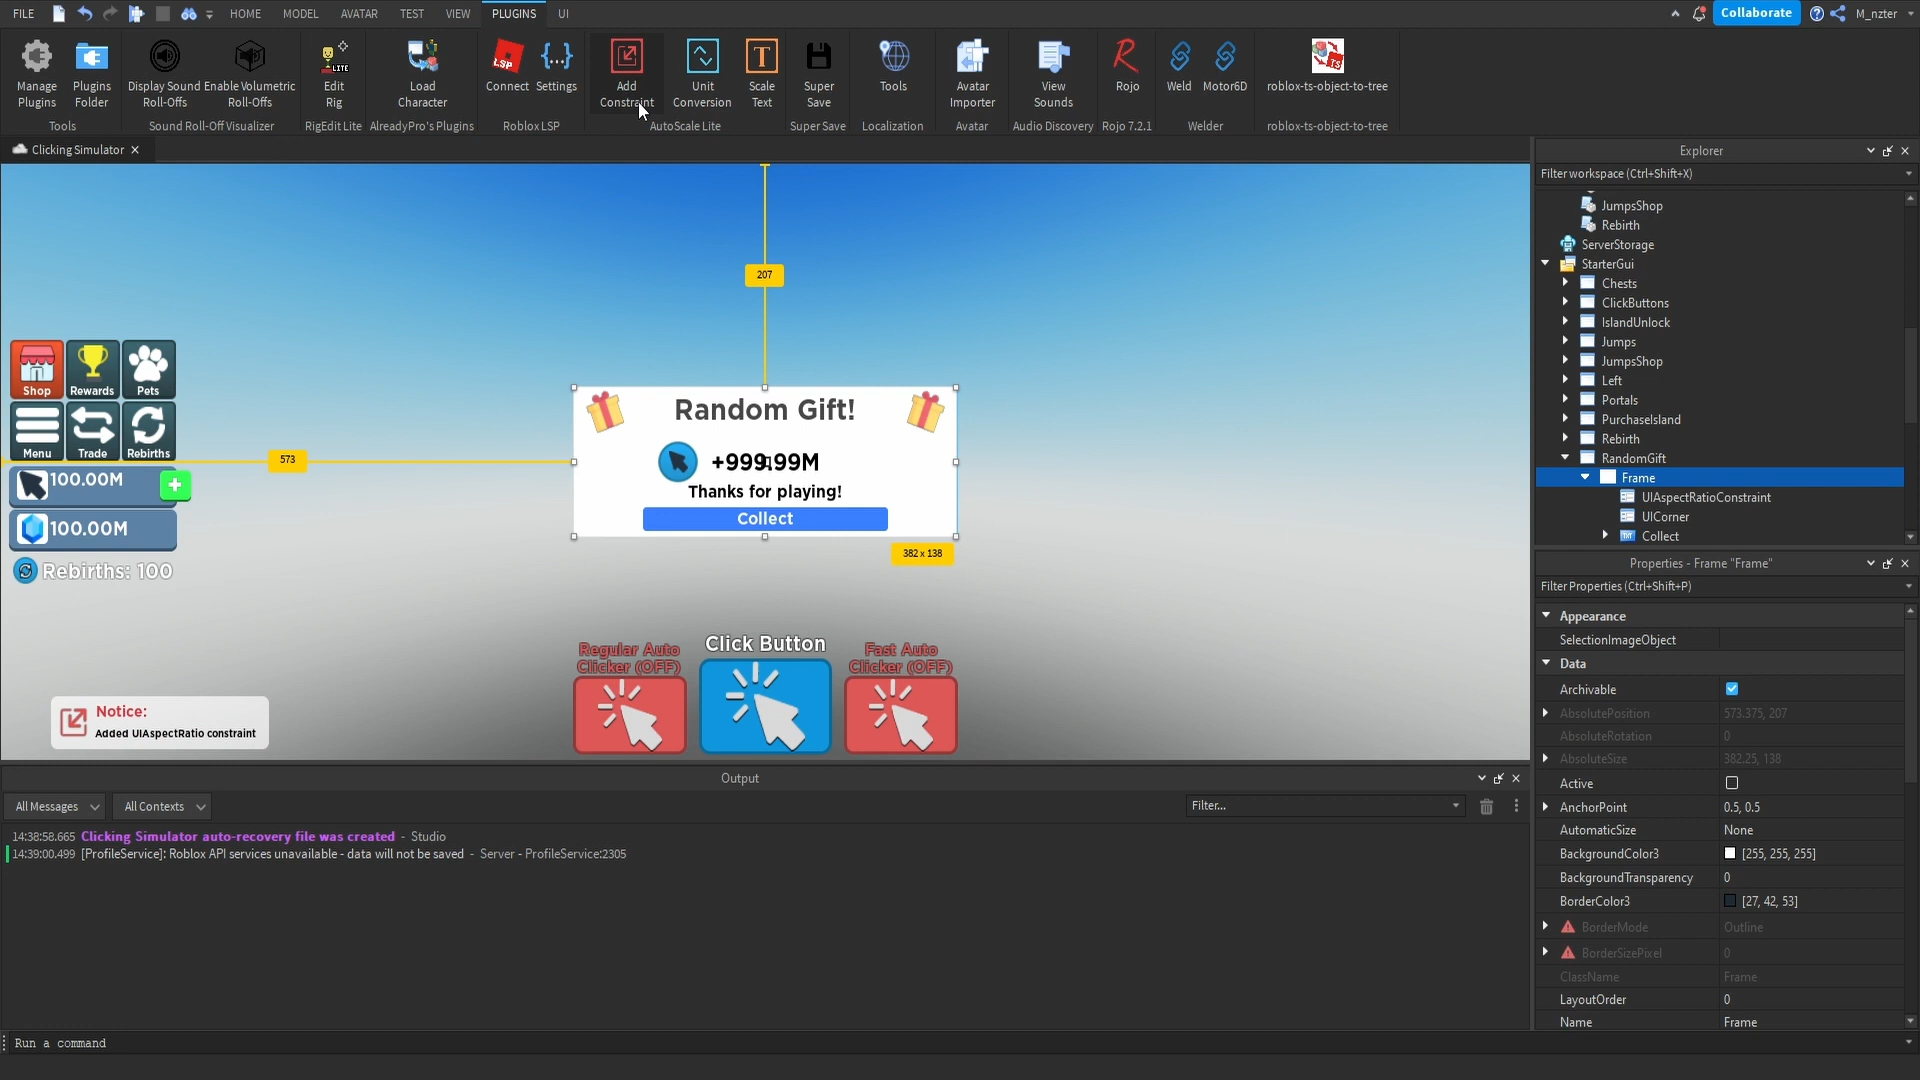 FILE
HOME
MODEL
AVATAR
TEST
VIEW
PLUGINS
UI
Collaborate
M_nzter
Manage
Plugins
Plugins
Folder
Display Sound
Roll-Offs
Enable Volumetric
Roll-Offs
LITE
Edit
Rig
Load
Character
LSP
Connect
Settings
Add
Constraint
Unit
Conversion
T
Scale
Text
Super
Save
Tools
Avatar
Importer
View
Sounds
Rojo
Weld
Motor6D
TS
roblox-ts-object-to-tree
Tools
Sound Roll-Off Visualizer
RigEdit Lite
AlreadyPro's Plugins
Roblox LSP
AutoScale Lite
Super Save
Localization
Avatar
Audio Discovery
Rojo 7.2.1
Welder
roblox-ts-object-to-tree
Clicking Simulator
207
573
Shop
Rewards
Pets
Menu
Trade
Rebirths
100.00M
100.00M
Rebirths: 100
Random Gift!
+999.99M
Thanks for playing!
Collect
382 x 138
Regular Auto
Clicker (OFF)
Click Button
Fast Auto
Clicker (OFF)
Notice:
Added UIAspectRatio constraint
Explorer
Filter workspace (Ctrl+Shift+X)
JumpsShop
Rebirth
ServerStorage
StarterGui
Chests
ClickButtons
IslandUnlock
Jumps
JumpsShop
Left
Portals
PurchaseIsland
Rebirth
RandomGift
Frame
UIAspectRatioConstraint
UICorner
Collect
Properties - Frame "Frame"
Filter Properties (Ctrl+Shift+P)
Appearance
SelectionImageObject
Data
Archivable
AbsolutePosition 573.375, 207
AbsoluteRotation 0
AbsoluteSize 382.25, 138
Active
AnchorPoint 0.5, 0.5
AutomaticSize None
BackgroundColor3 [255, 255, 255]
BackgroundTransparency 0
BorderColor3 [27, 42, 53]
BorderMode Outline
BorderSizePixel 0
ClassName Frame
LayoutOrder 0
Name Frame
Output
All Messages
All Contexts
Filter...
14:38:58.665 Clicking Simulator auto-recovery file was created - Studio
14:39:00.499 [ProfileService]: Roblox API services unavailable - data will not be saved - Server - ProfileService:2305
Run a command